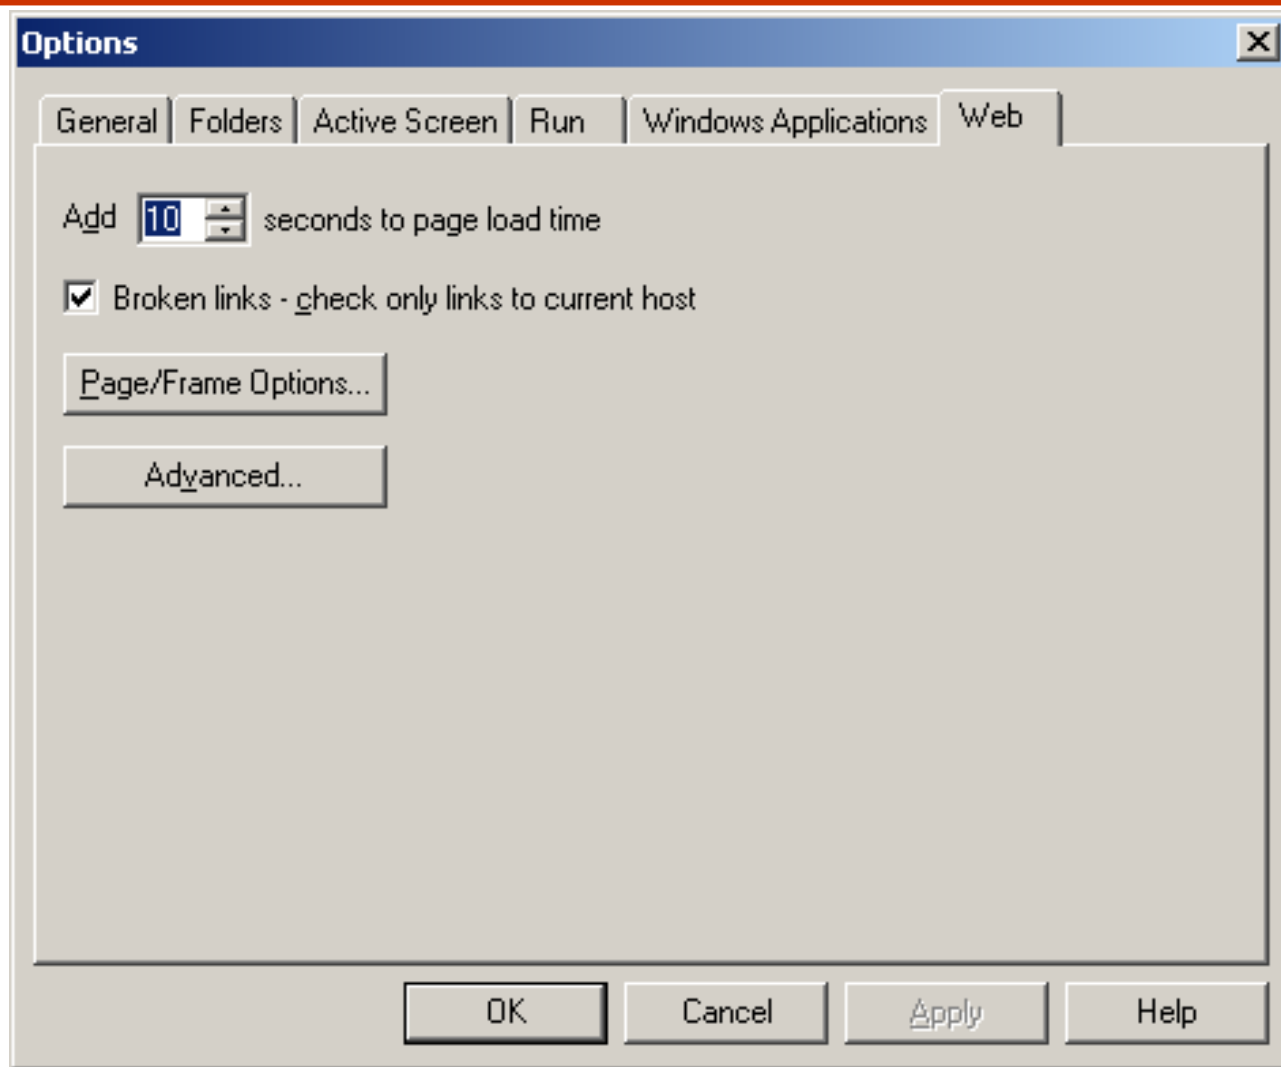 Options
General Folders Active Screen Run Windows Applications Web
Add 10 seconds to page load time
Broken links - check only links to current host
Page/Frame Options...
Advanced...
OK Cancel Apply Help